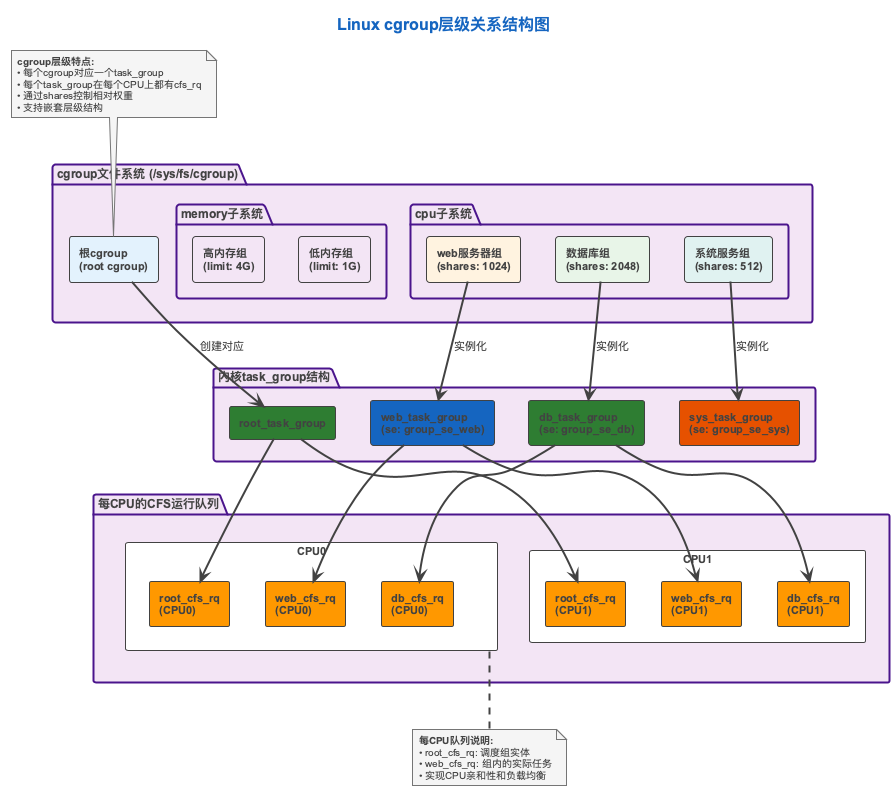 Linux cgroup层级关系结构图
cgroup层级特点:
• 每个cgroup对应一个task_group
• 每个task_group在每个CPU上都有cfs_rq
• 通过shares控制相对权重
• 支持嵌套层级结构
cgroup文件系统 (/sys/fs/cgroup)
memory子系统
cpu子系统
根cgroup
(root cgroup)
高内存组
(limit: 4G)
低内存组
(limit: 1G)
web服务器组
(shares: 1024)
数据库组
(shares: 2048)
系统服务组
(shares: 512)
创建对应
实例化
实例化
实例化
内核task_group结构
root_task_group
web_task_group
(se: group_se_web)
db_task_group
(se: group_se_db)
sys_task_group
(se: group_se_sys)
每CPU的CFS运行队列
CPU0
CPU1
root_cfs_rq
(CPU0)
web_cfs_rq
(CPU0)
db_cfs_rq
(CPU0)
root_cfs_rq
(CPU1)
web_cfs_rq
(CPU1)
db_cfs_rq
(CPU1)
每CPU队列说明:
• root_cfs_rq: 调度组实体
• web_cfs_rq: 组内的实际任务
• 实现CPU亲和性和负载均衡